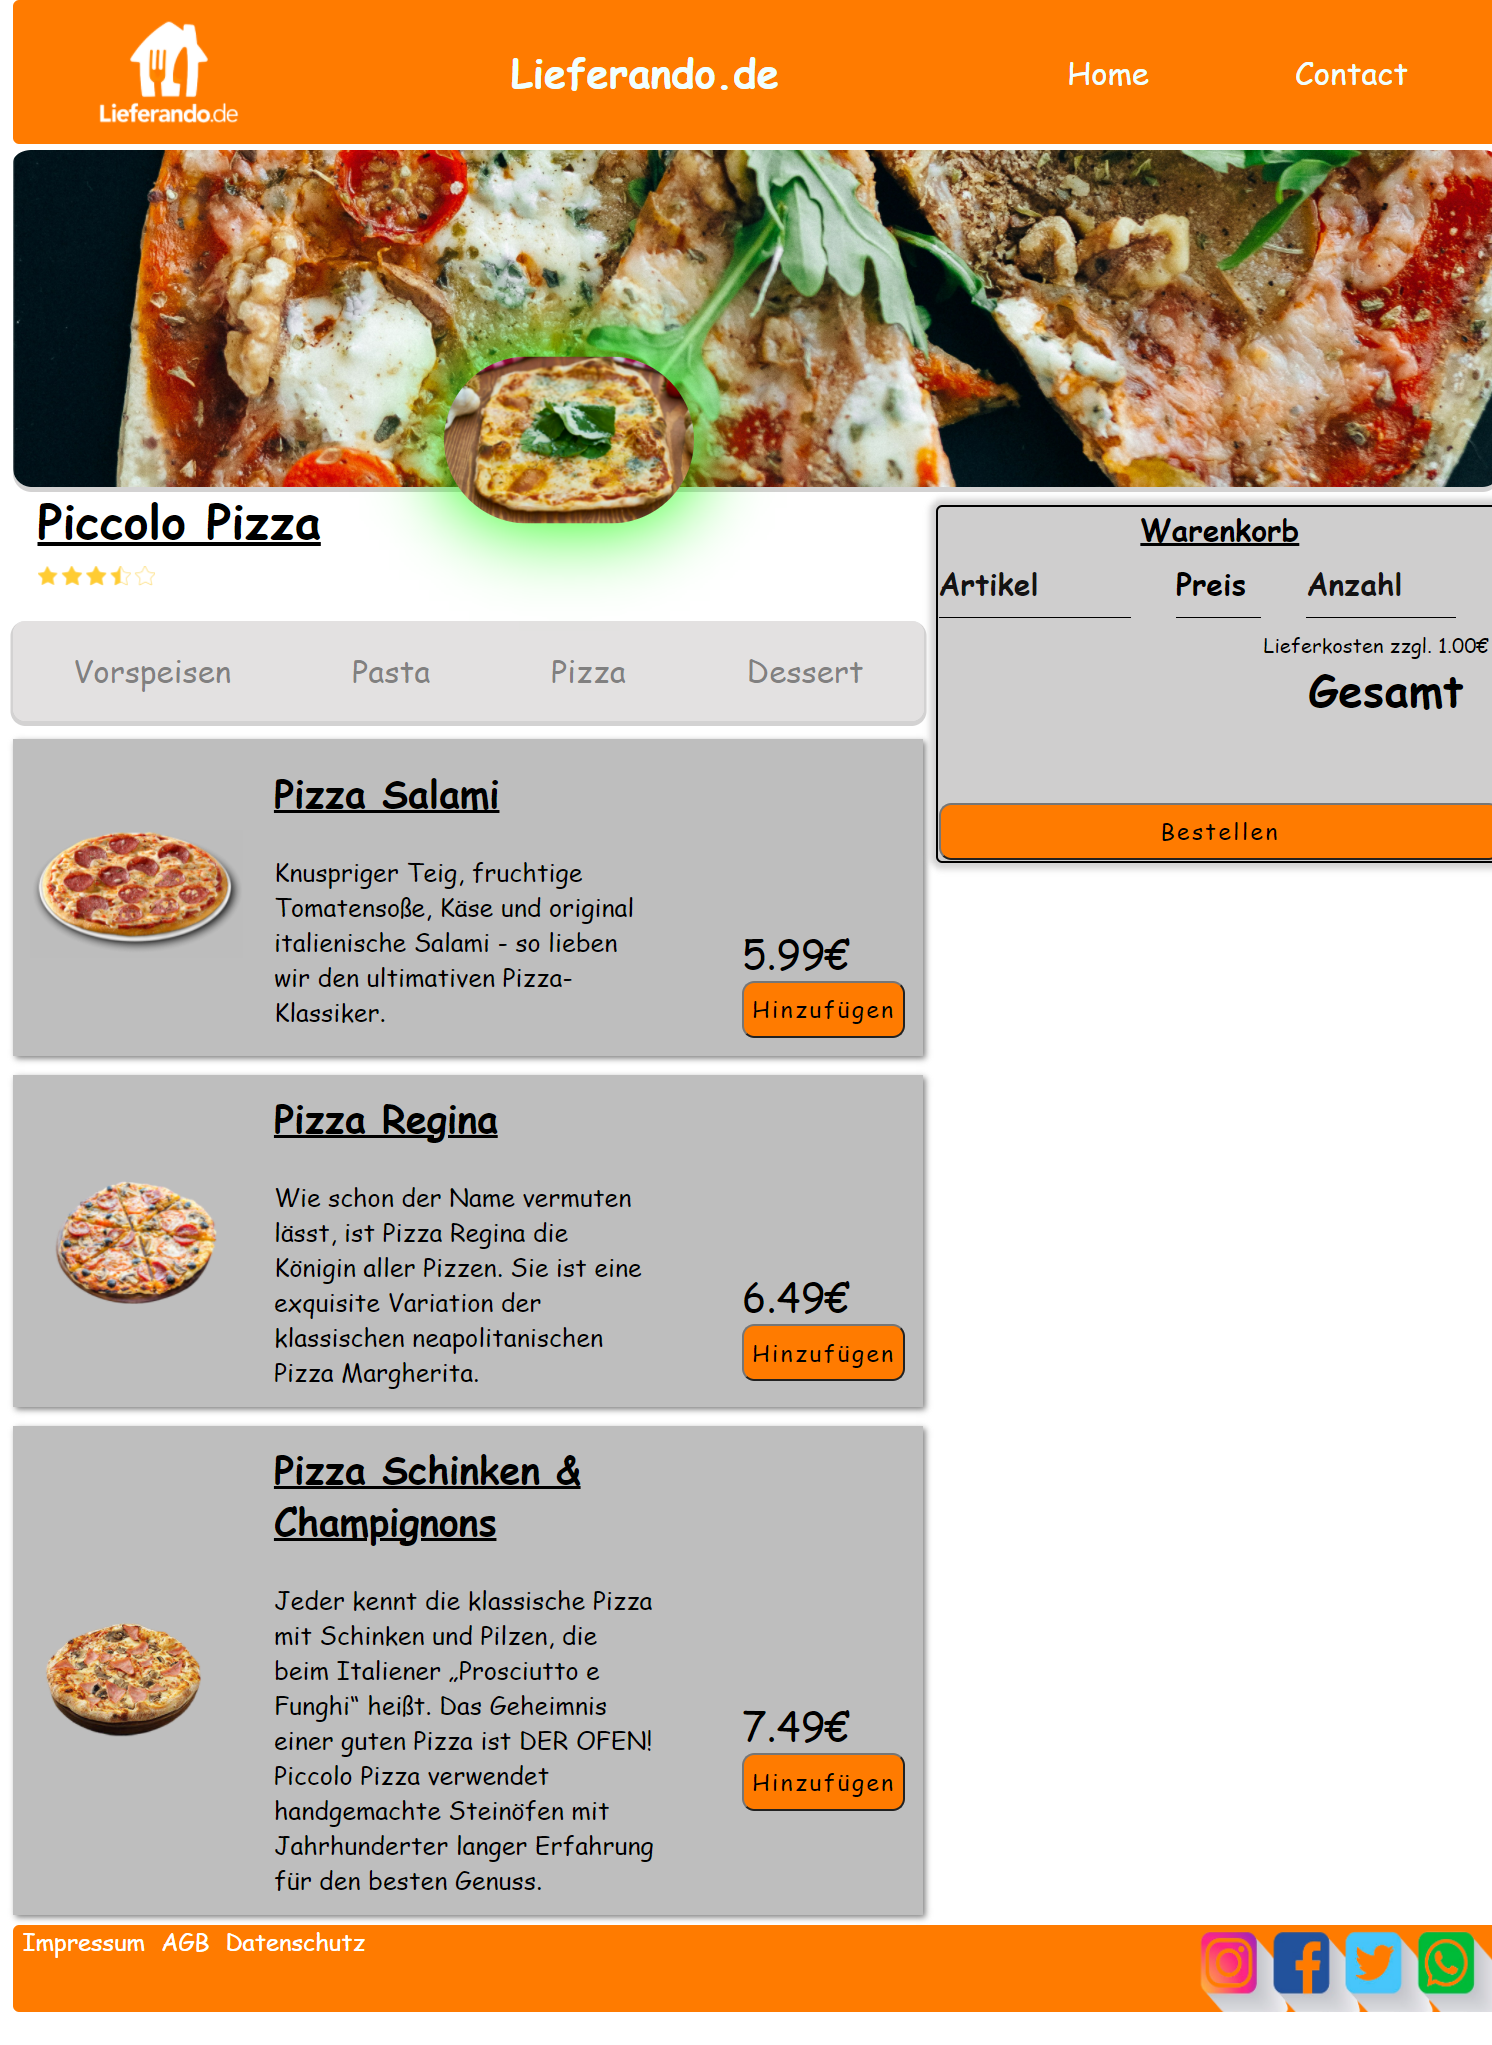 Lieferando.de
Lieferando.de
Home
Contact
Piccolo Pizza
Vorspeisen
Pasta
Pizza
Dessert
Warenkorb
Artikel
Preis
Anzahl
Lieferkosten zzgl. 1.00€
Gesamt
Bestellen
Pizza Salami
Knuspriger Teig, fruchtige
Tomatensoße, Käse und original
italienische Salami - so lieben
wir den ultimativen Pizza-
Klassiker.
5.99€
Hinzufügen
Pizza Regina
Wie schon der Name vermuten
lässt, ist Pizza Regina die
Königin aller Pizzen. Sie ist eine
exquisite Variation der
klassischen neapolitanischen
Pizza Margherita.
6.49€
Hinzufügen
Pizza Schinken &
Champignons
Jeder kennt die klassische Pizza
mit Schinken und Pilzen, die
beim Italiener „Prosciutto e
Funghi“ heißt. Das Geheimnis
einer guten Pizza ist DER OFEN!
Piccolo Pizza verwendet
handgemachte Steinöfen mit
Jahrhunderter langer Erfahrung
für den besten Genuss.
7.49€
Hinzufügen
Impressum AGB Datenschutz